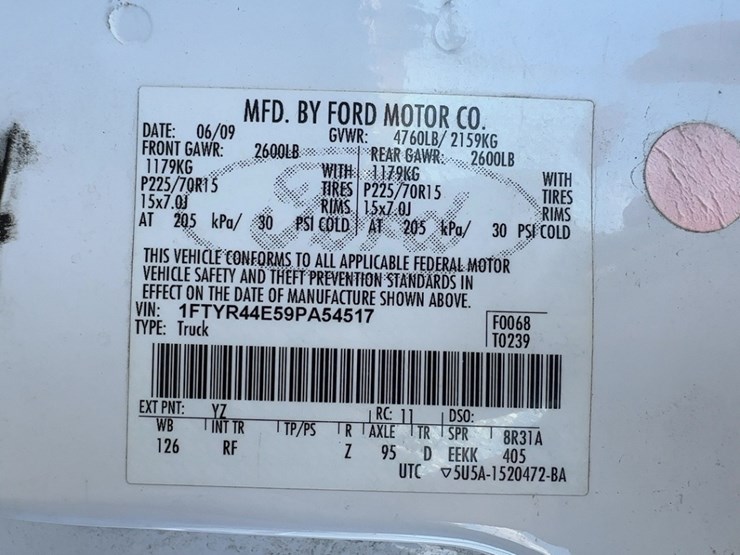 MFD. BY FORD MOTOR CO.
DATE: 06/09 GVWR: 4760LB/ 2159KG
FRONT GAWR: 2600LB REAR GAWR: 2600LB
1179KG WITH 1179KG WITH
P225/70R15 TIRES P225/70R15 TIRES
15x7.0J RIMS 15x7.0J RIMS
AT 205 kPa/ 30 PSI COLD AT 205 kPa/ 30 PSI COLD
Ford
THIS VEHICLE CONFORMS TO ALL APPLICABLE FEDERAL MOTOR
VEHICLE SAFETY AND THEFT PREVENTION STANDARDS IN
EFFECT ON THE DATE OF MANUFACTURE SHOWN ABOVE.
VIN: 1FTYR44E59PA54517 F0068
TYPE: Truck T0239
EXT PNT: YZ RC: 11 DSO:
WB INT TR TP/PS R AXLE TR SPR 8R31A
126 RF Z 95 D EEKK 405
UTC ▽5U5A-1520472-BA